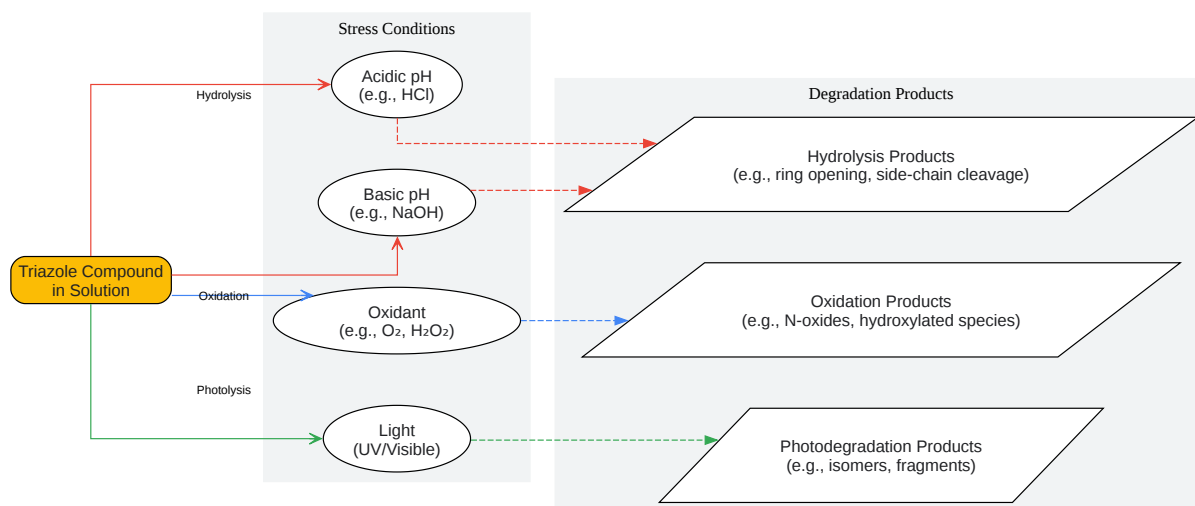 Stress Conditions
Acidic pH
(e.g., HCl)
Hydrolysis
Degradation Products
Hydrolysis Products
(e.g., ring opening, side-chain cleavage)
Basic pH
(e.g., NaOH)
Triazole Compound
in Solution
Oxidation
Oxidant
(e.g., O₂, H₂O₂)
Oxidation Products
(e.g., N-oxides, hydroxylated species)
Photolysis
Light
(UV/Visible)
Photodegradation Products
(e.g., isomers, fragments)